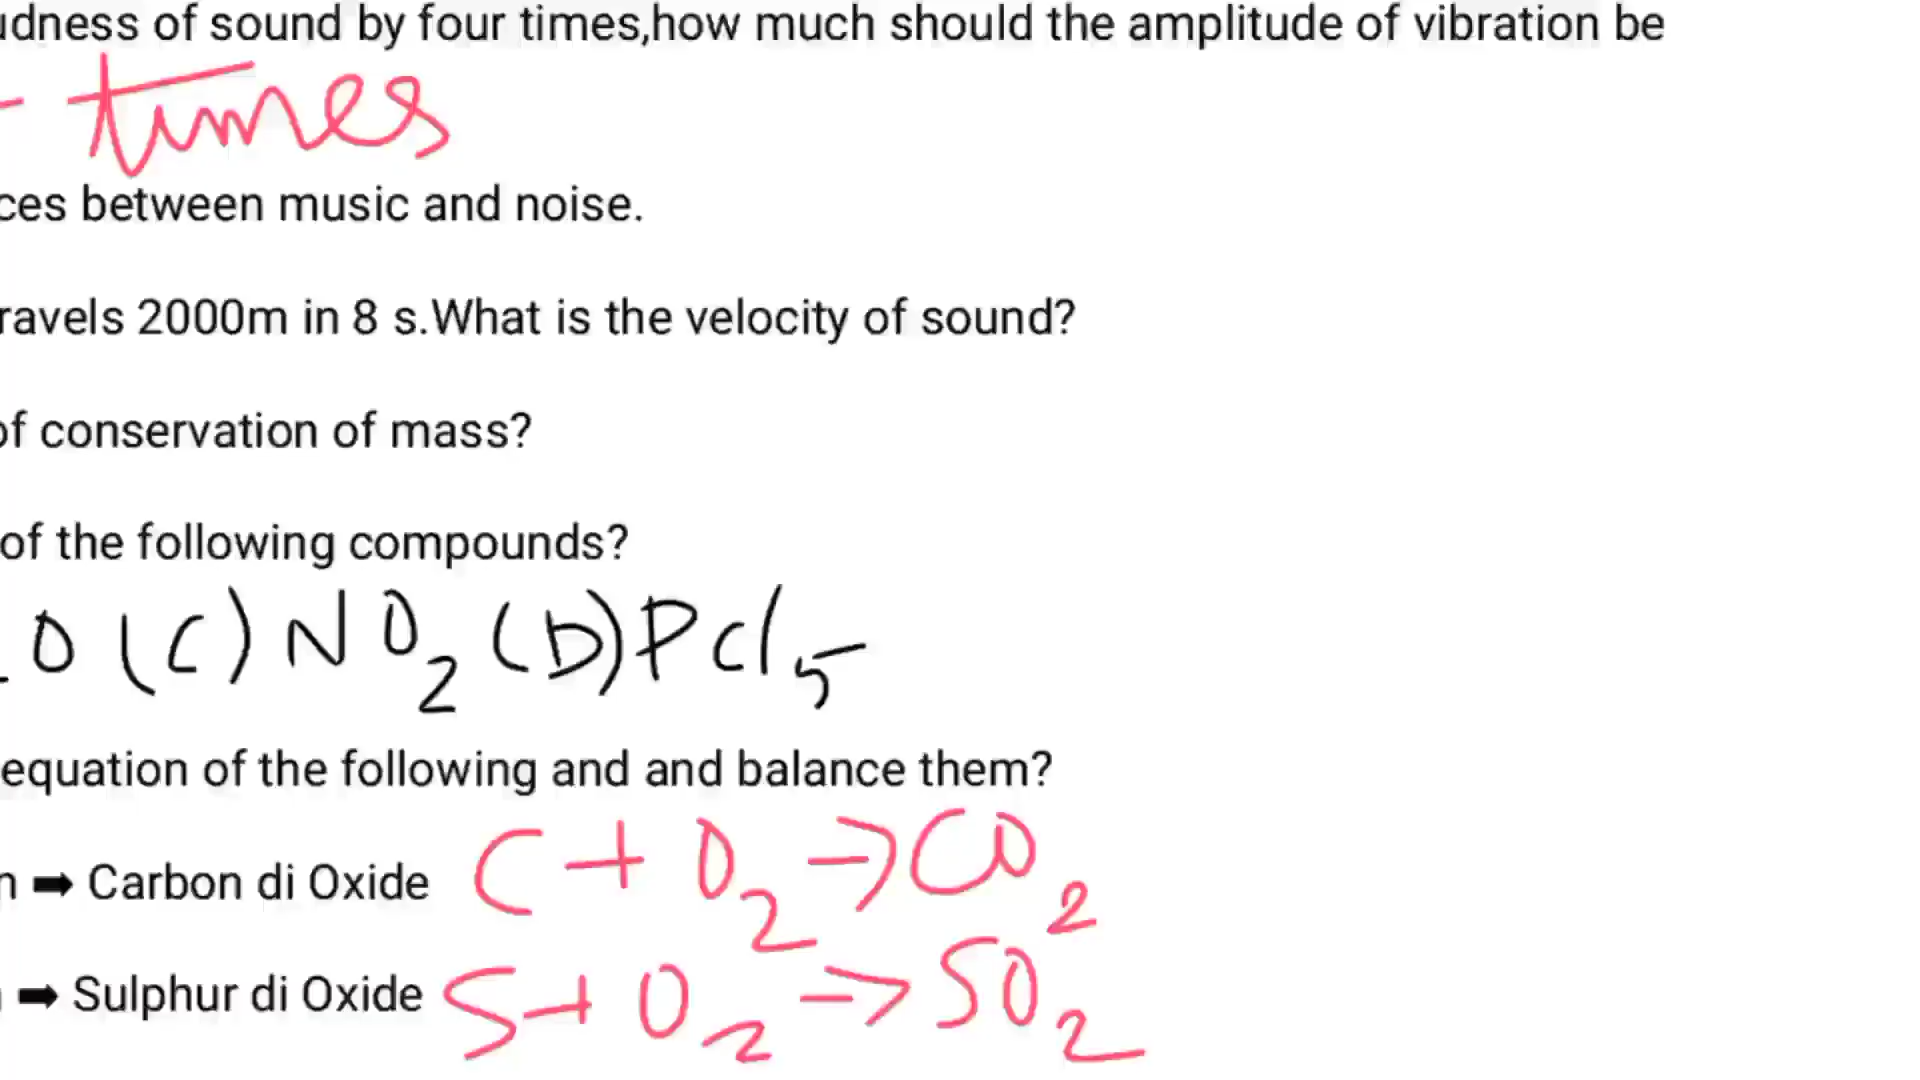 udness of sound by four times,how much should the amplitude of vibration be
times
ces between music and noise.
ravels 2000m in 8 s.What is the velocity of sound?
of conservation of mass?
of the following compounds?
O (C) NO₂ (D) PCl₅
equation of the following and and balance them?
n ➡ Carbon di Oxide C + O₂ → CO₂
➡ Sulphur di Oxide S + O₂ → SO₂